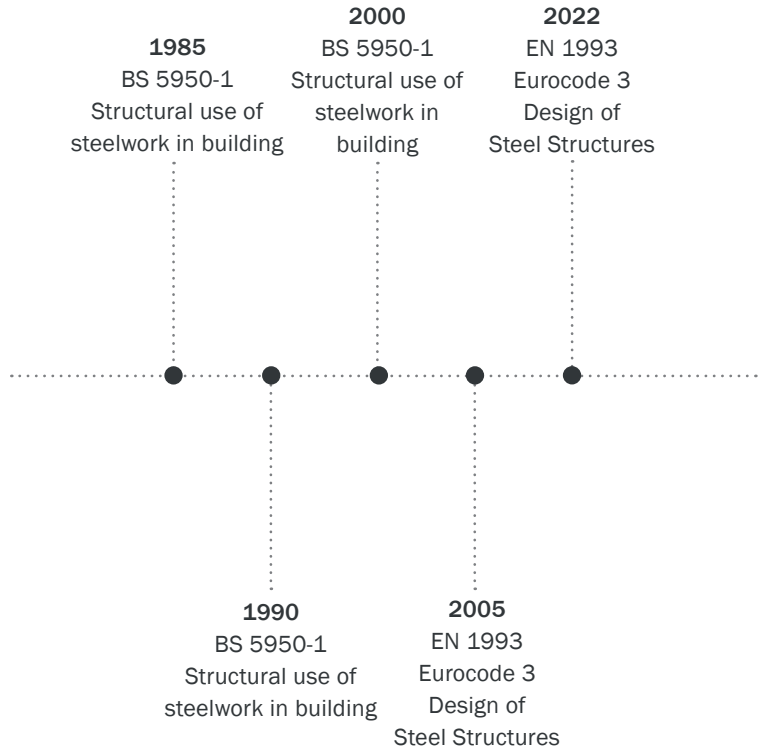 1985
BS 5950-1
Structural use of
steelwork in building
2000
BS 5950-1
Structural use of
steelwork in
building
2022
EN 1993
Eurocode 3
Design of
Steel Structures
1990
BS 5950-1
Structural use of
steelwork in building
2005
EN 1993
Eurocode 3
Design of
Steel Structures